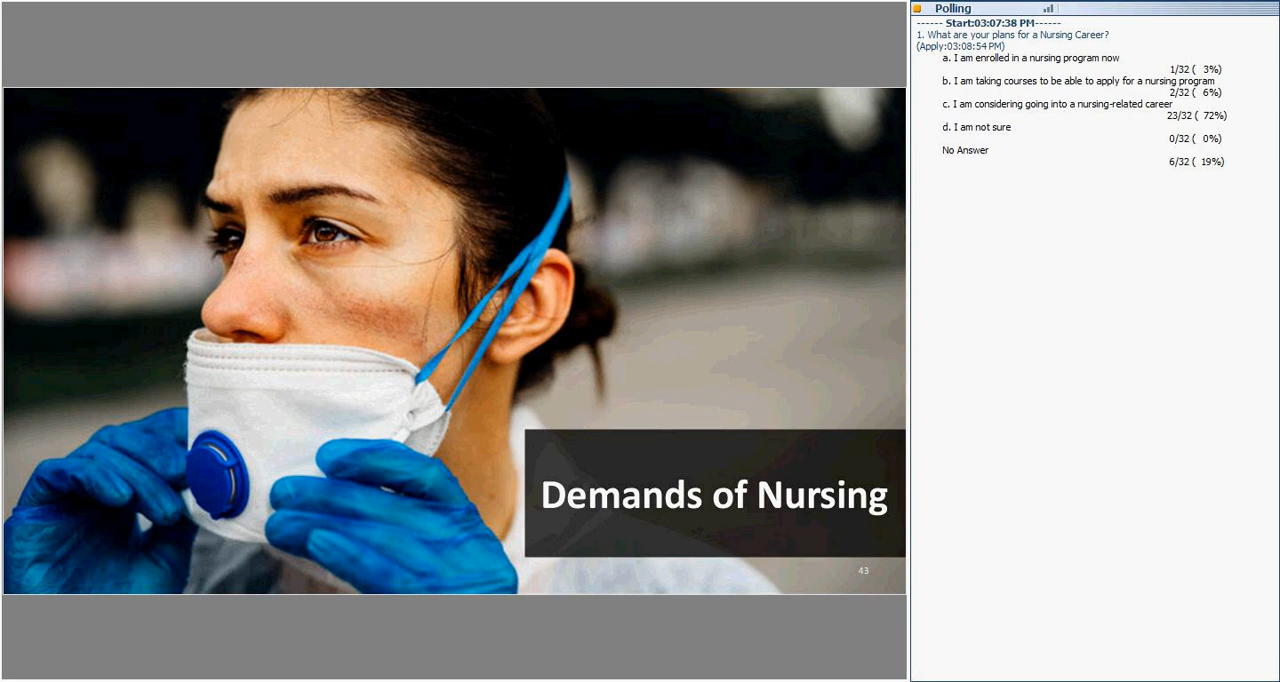 Demands of Nursing
43
Polling
------ Start:03:07:38 PM------
1. What are your plans for a Nursing Career?
(Apply:03:08:54 PM)
a. I am enrolled in a nursing program now
1/32 ( 3%)
b. I am taking courses to be able to apply for a nursing program
2/32 ( 6%)
c. I am considering going into a nursing-related career
23/32 ( 72%)
d. I am not sure
0/32 ( 0%)
No Answer
6/32 ( 19%)